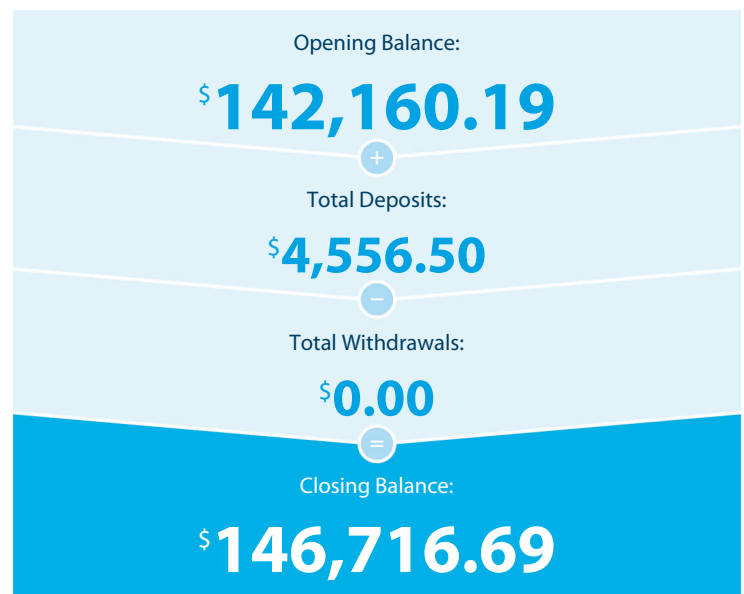 Opening Balance:
$142,160.19
+
Total Deposits:
$4,556.50
−
Total Withdrawals:
$0.00
=
Closing Balance:
$146,716.69